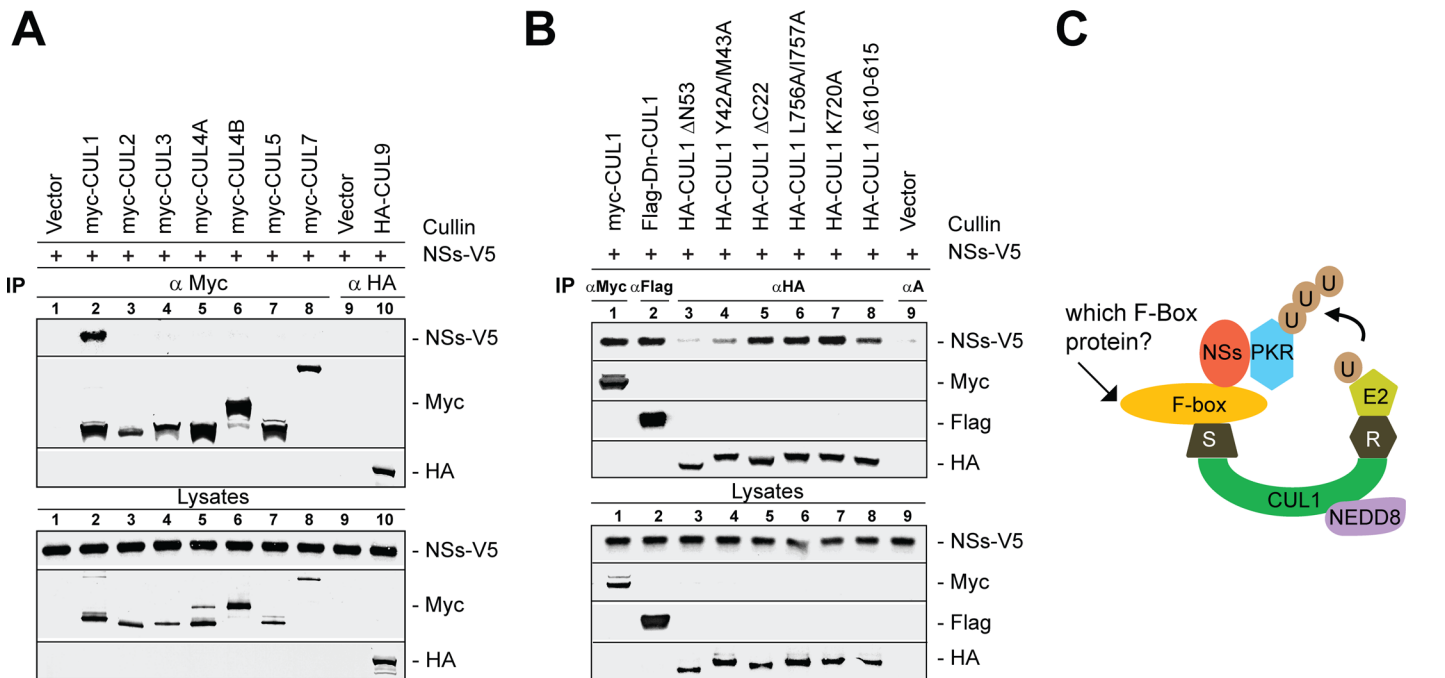 A
Vector
myc-CUL1
myc-CUL2
myc-CUL3
myc-CUL4A
myc-CUL4B
myc-CUL5
myc-CUL7
Vector
HA-CUL9
Cullin
+ + + + + + + + + + NSs-V5
IP α Myc α HA
1 2 3 4 5 6 7 8 9 10
- NSs-V5
- Myc
- HA
Lysates
1 2 3 4 5 6 7 8 9 10
- NSs-V5
- Myc
- HA
B
myc-CUL1
Flag-Dn-CUL1
HA-CUL1 ΔN53
HA-CUL1 Y42A/M43A
HA-CUL1 ΔC22
HA-CUL1 L756A/I757A
HA-CUL1 K720A
HA-CUL1 Δ610-615
Vector
Cullin
+ + + + + + + + + NSs-V5
IP αMyc αFlag αHA αA
1 2 3 4 5 6 7 8 9
- NSs-V5
- Myc
- Flag
- HA
Lysates
1 2 3 4 5 6 7 8 9
- NSs-V5
- Myc
- Flag
- HA
C
which F-Box
protein?
U
U
U
NSs
PKR
U
E2
F-box
S
R
CUL1
NEDD8